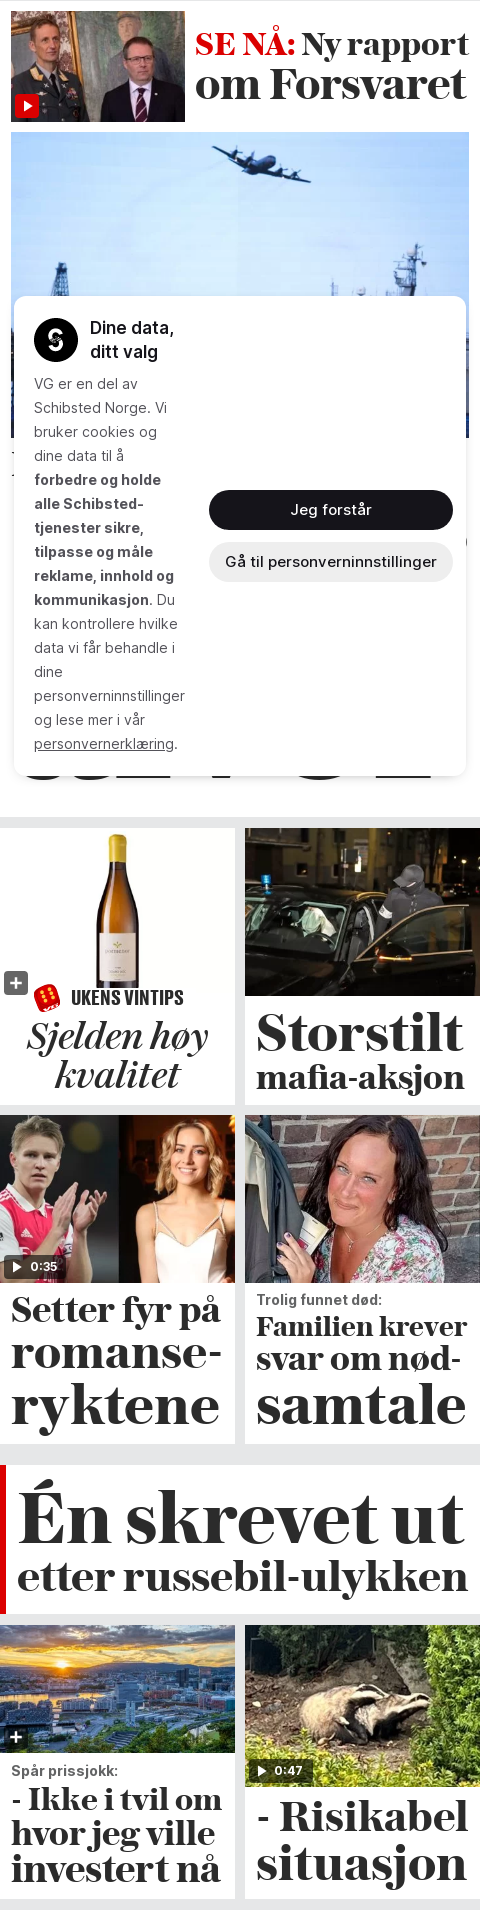 SE NÅ: Ny rapport
om Forsvaret
Dine data,
ditt valg
VG er en del av
Schibsted Norge. Vi
bruker cookies og
dine data til å
forbedre og holde
alle Schibsted-
tjenester sikre,
tilpasse og måle
reklame, innhold og
kommunikasjon. Du
kan kontrollere hvilke
data vi får behandle i
dine
personverninnstillinger
og lese mer i vår
personvernerklæring.
Jeg forstår
Gå til personverninnstillinger
UKENS VINTIPS
Sjelden høy
kvalitet
Storstilt
mafia-aksjon
0:35
Setter fyr på
romanse-
ryktene
Trolig funnet død:
Familien krever
svar om nød-
samtale
Én skrevet ut
etter russebil-ulykken
Spår prissjokk:
- Ikke i tvil om
hvor jeg ville
investert nå
0:47
- Risikabel
situasjon